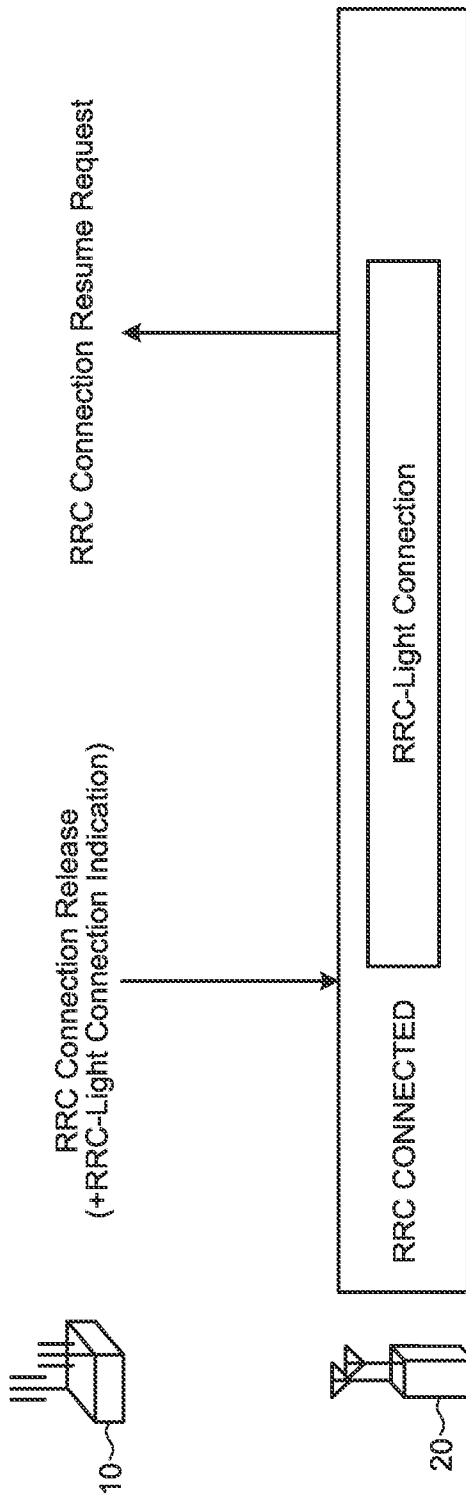 RRC Connection Release
(+RRC-Light Connection Indication)
RRC Connection Resume Request
10
RRC CONNECTED
RRC-Light Connection
20